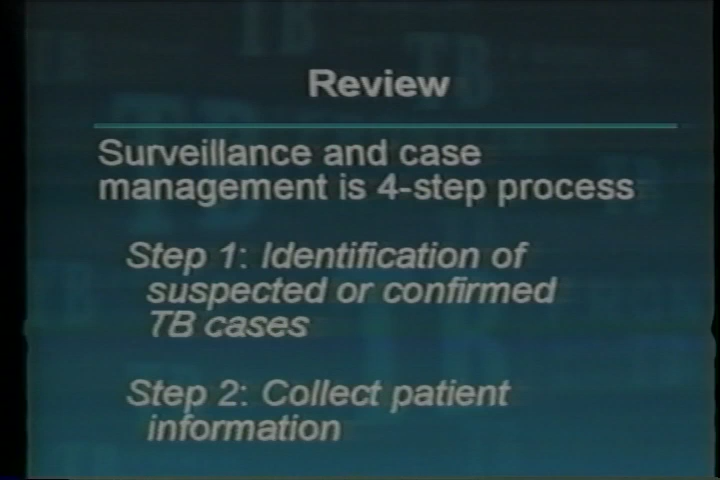 Review
Surveillance and case
management is 4-step process
Step 1: Identification of
suspected or confirmed
TB cases
Step 2: Collect patient
information